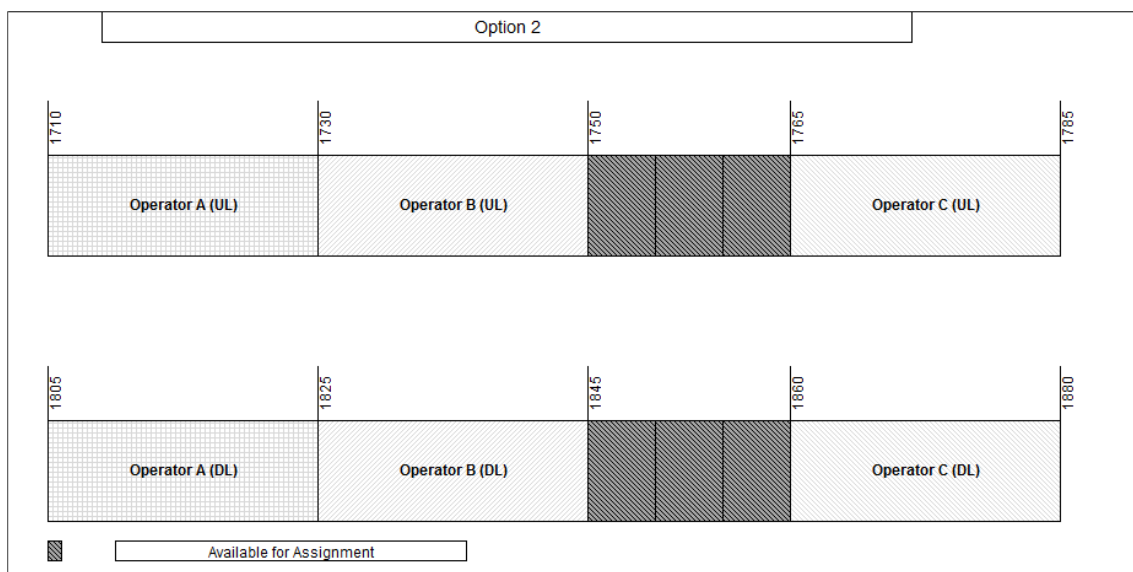 Option 2
1710
1730
1750
1765
1785
Operator A (UL)
Operator B (UL)
Operator C (UL)
1805
1825
1845
1860
1880
Operator A (DL)
Operator B (DL)
Operator C (DL)
Available for Assignment